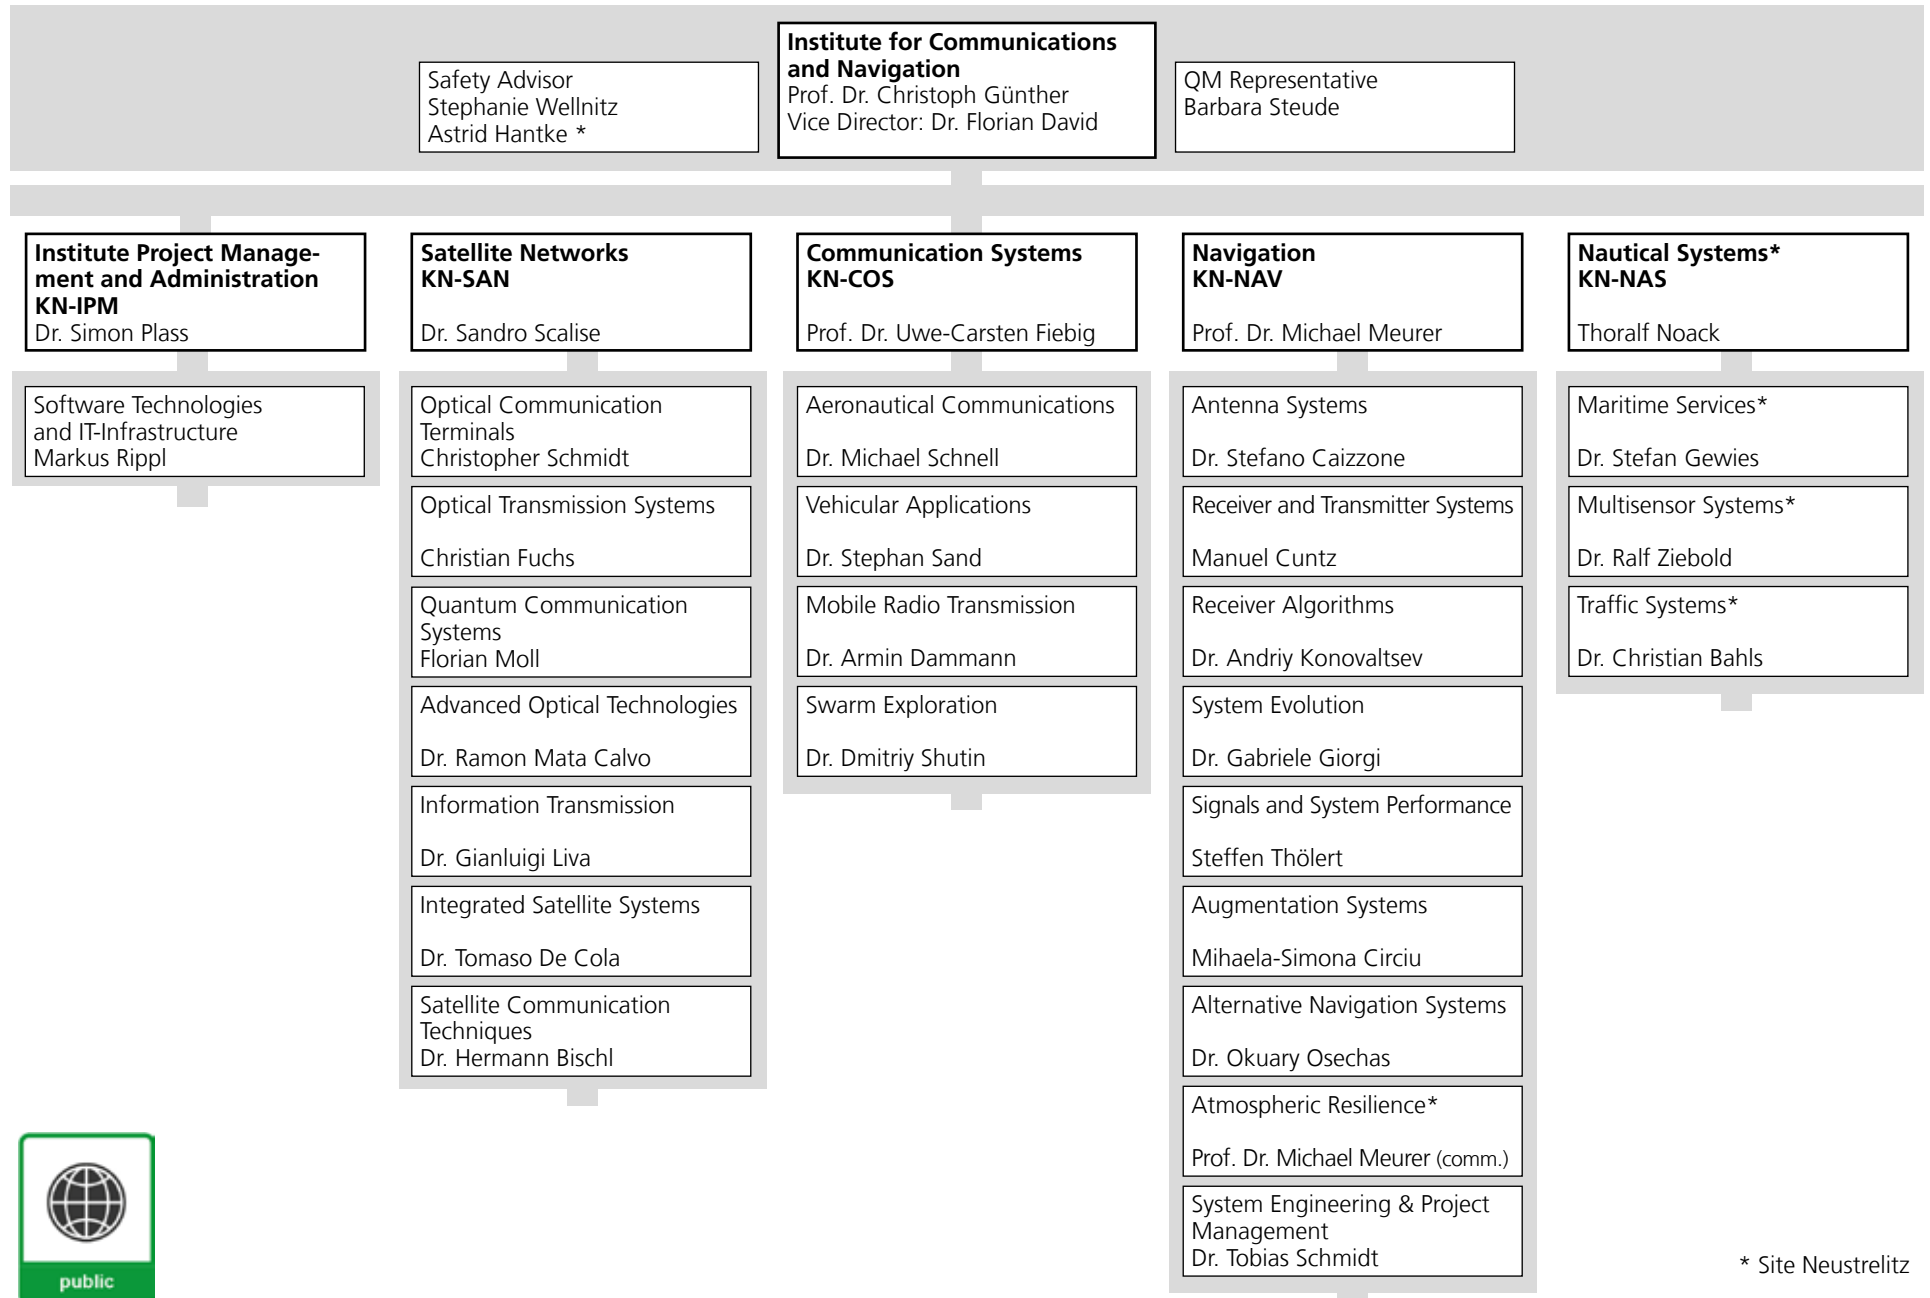 Institute for Communications
and Navigation
Prof. Dr. Christoph Günther
Vice Director: Dr. Florian David
Safety Advisor
Stephanie Wellnitz
Astrid Hantke *
QM Representative
Barbara Steude
Institute Project Manage-
ment and Administration
KN-IPM
Dr. Simon Plass
Software Technologies
and IT-Infrastructure
Markus Rippl
Satellite Networks
KN-SAN
Dr. Sandro Scalise
Optical Communication
Terminals
Christopher Schmidt
Optical Transmission Systems
Christian Fuchs
Quantum Communication
Systems
Florian Moll
Advanced Optical Technologies
Dr. Ramon Mata Calvo
Information Transmission
Dr. Gianluigi Liva
Integrated Satellite Systems
Dr. Tomaso De Cola
Satellite Communication
Techniques
Dr. Hermann Bischl
Communication Systems
KN-COS
Prof. Dr. Uwe-Carsten Fiebig
Aeronautical Communications
Dr. Michael Schnell
Vehicular Applications
Dr. Stephan Sand
Mobile Radio Transmission
Dr. Armin Dammann
Swarm Exploration
Dr. Dmitriy Shutin
Navigation
KN-NAV
Prof. Dr. Michael Meurer
Antenna Systems
Dr. Stefano Caizzone
Receiver and Transmitter Systems
Manuel Cuntz
Receiver Algorithms
Dr. Andriy Konovaltsev
System Evolution
Dr. Gabriele Giorgi
Signals and System Performance
Steffen Thölert
Augmentation Systems
Mihaela-Simona Circiu
Alternative Navigation Systems
Dr. Okuary Osechas
Atmospheric Resilience*
Prof. Dr. Michael Meurer (comm.)
System Engineering & Project
Management
Dr. Tobias Schmidt
Nautical Systems*
KN-NAS
Thoralf Noack
Maritime Services*
Dr. Stefan Gewies
Multisensor Systems*
Dr. Ralf Ziebold
Traffic Systems*
Dr. Christian Bahls
public
* Site Neustrelitz